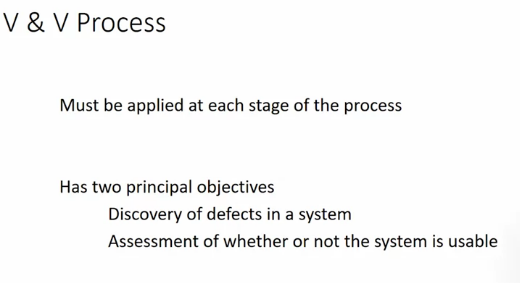 V & V Process
Must be applied at each stage of the process
Has two principal objectives
Discovery of defects in a system
Assessment of whether or not the system is usable